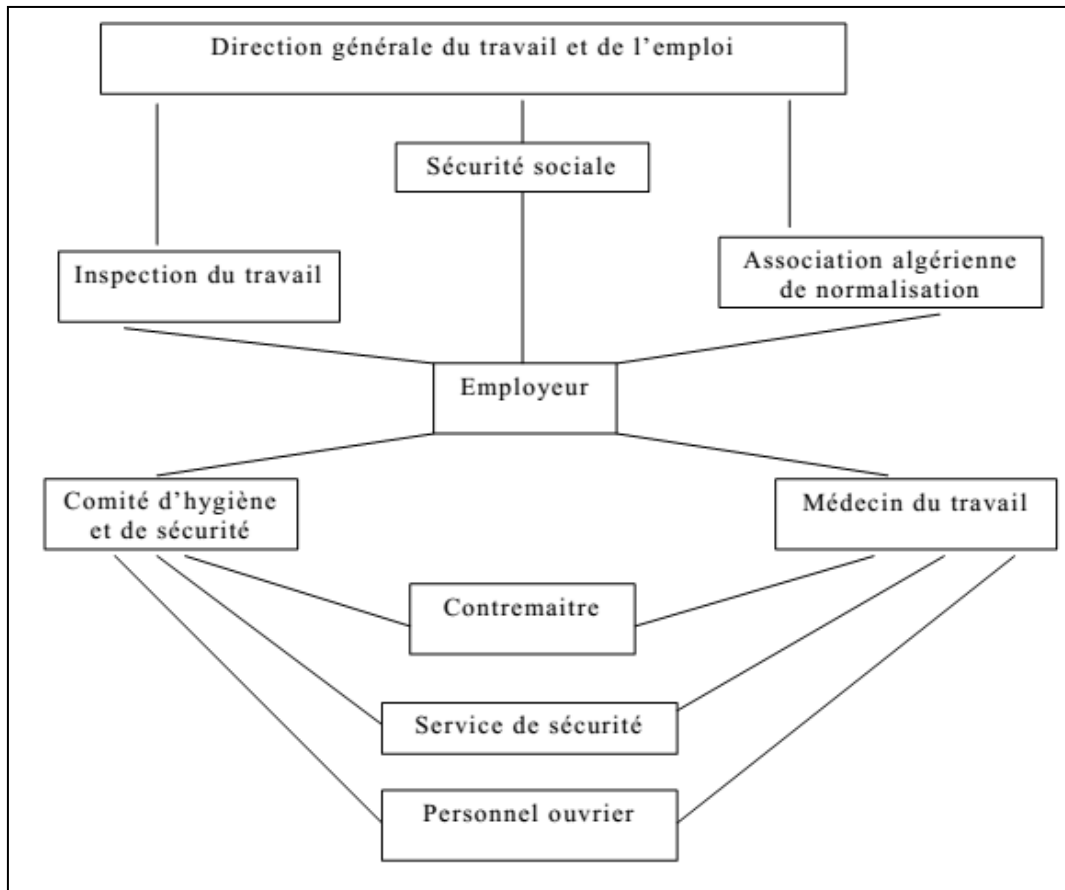 Direction générale du travail et de l'emploi
Sécurité sociale
Inspection du travail
Association algérienne
de normalisation
Employeur
Comité d'hygiène
et de sécurité
Médecin du travail
Contremaitre
Service de sécurité
Personnel ouvrier